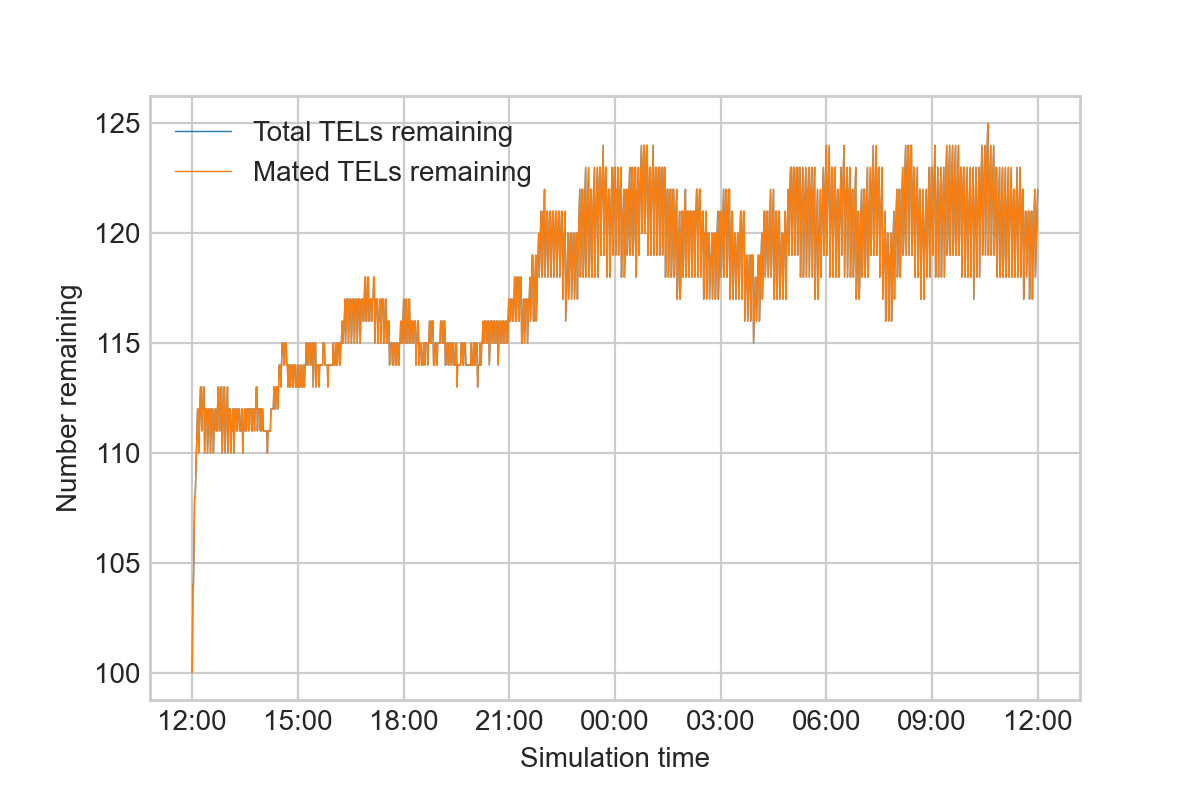 Total TELs remaining
Mated TELs remaining
125
120
115
110
105
100
Number remaining
12:00 15:00 18:00 21:00 00:00 03:00 06:00 09:00 12:00
Simulation time